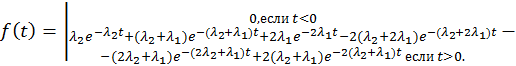 0,если t<0
f(t) = | λ₂e^{-λ₂t}+(λ₂+λ₁)e^{-(λ₂+λ₁)t}+2λ₁e^{-2λ₁t}-2(λ₂+2λ₁)e^{-(λ₂+2λ₁)t} −
-(2λ₂+λ₁)e^{-(2λ₂+λ₁)t}+2(λ₂+λ₁)e^{-2(λ₂+λ₁)t} если t>0.